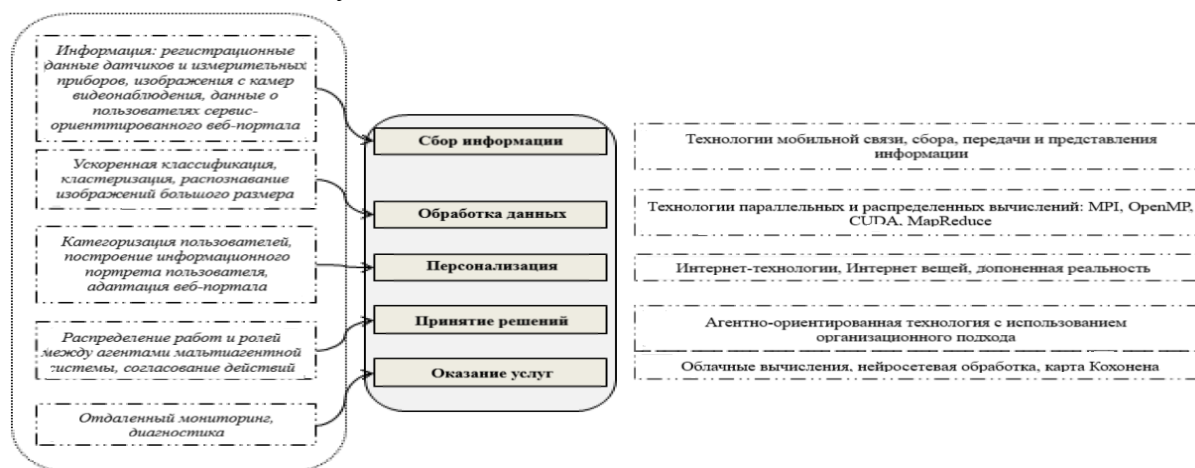 Информация: регистрационные
данные датчиков и измерительных
приборов, изображения с камер
видеонаблюдения, данные о
пользователях сервис-
ориенттированного веб-портала
Ускоренная классификация,
кластеризация, распознавание
изображений большого размера
Категоризация пользователей,
построение информационного
портрета пользователя,
адаптация веб-портала
Распределение работ и ролей
между агентами мальтиагентной
системы, согласование действий
Отдаленный мониторинг,
диагностика
Сбор информации
Обработка данных
Персонализация
Принятие решений
Оказание услуг
Технологии мобильной связи, сбора, передачи и представления
информации
Технологии параллельных и распределенных вычислений: MPI, OpenMP,
CUDA, MapReduce
Интернет-технологии, Интернет вещей, допоненная реальность
Агентно-ориентированная технология с использованием
организационного подхода
Облачные вычисления, нейросетевая обработка, карта Кохонена